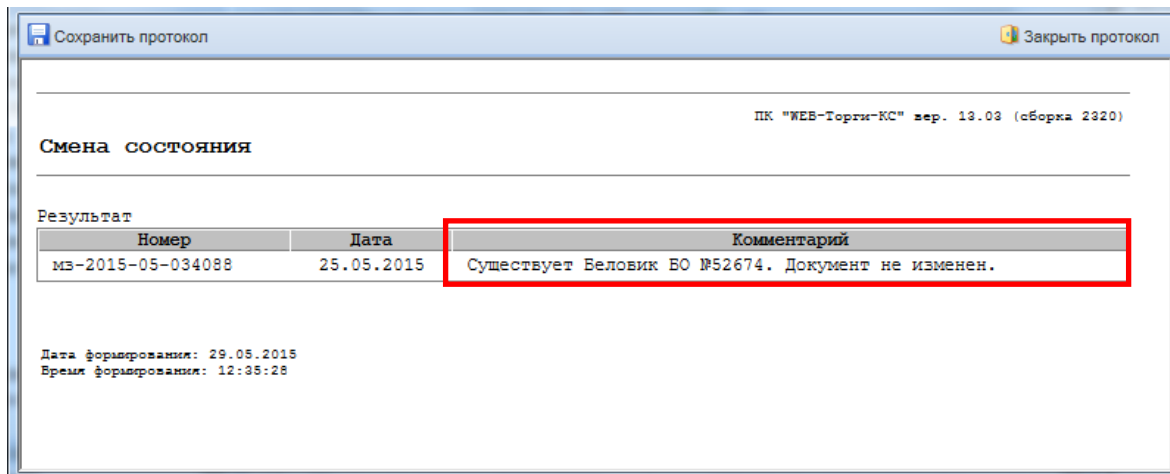 Сохранить протокол Закрыть протокол
ПК "WEB-Торги-КС" вер. 13.03 (сборка 2320)
Смена состояния
Результат
Номер Дата Комментарий
мз-2015-05-034088 25.05.2015 Существует Беловик БО №52674. Документ не изменен.
Дата формирования: 29.05.2015
Время формирования: 12:35:28